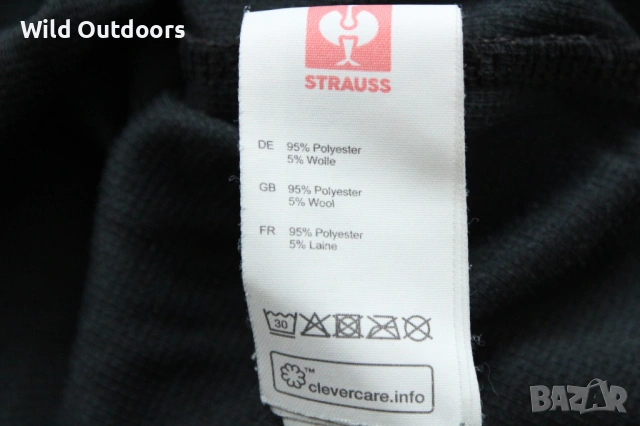 Wild Outdoors
STRAUSS
DE 95% Polyester
5% Wolle
GB 95% Polyester
5% Wool
FR 95% Polyester
5% Laine
30
™
clevercare.info
BAZAR